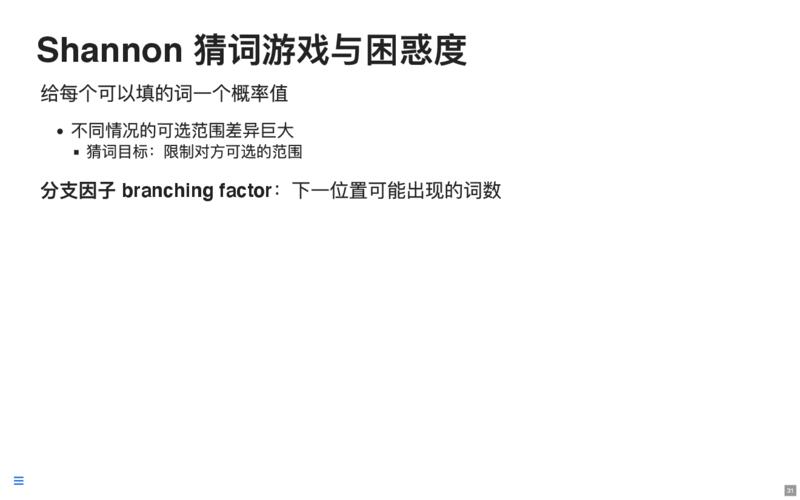 Shannon 猜词游戏与困惑度
给每个可以填的词一个概率值
• 不同情况的可选范围差异巨大
▪ 猜词目标：限制对方可选的范围
分支因子 branching factor：下一位置可能出现的词数
31